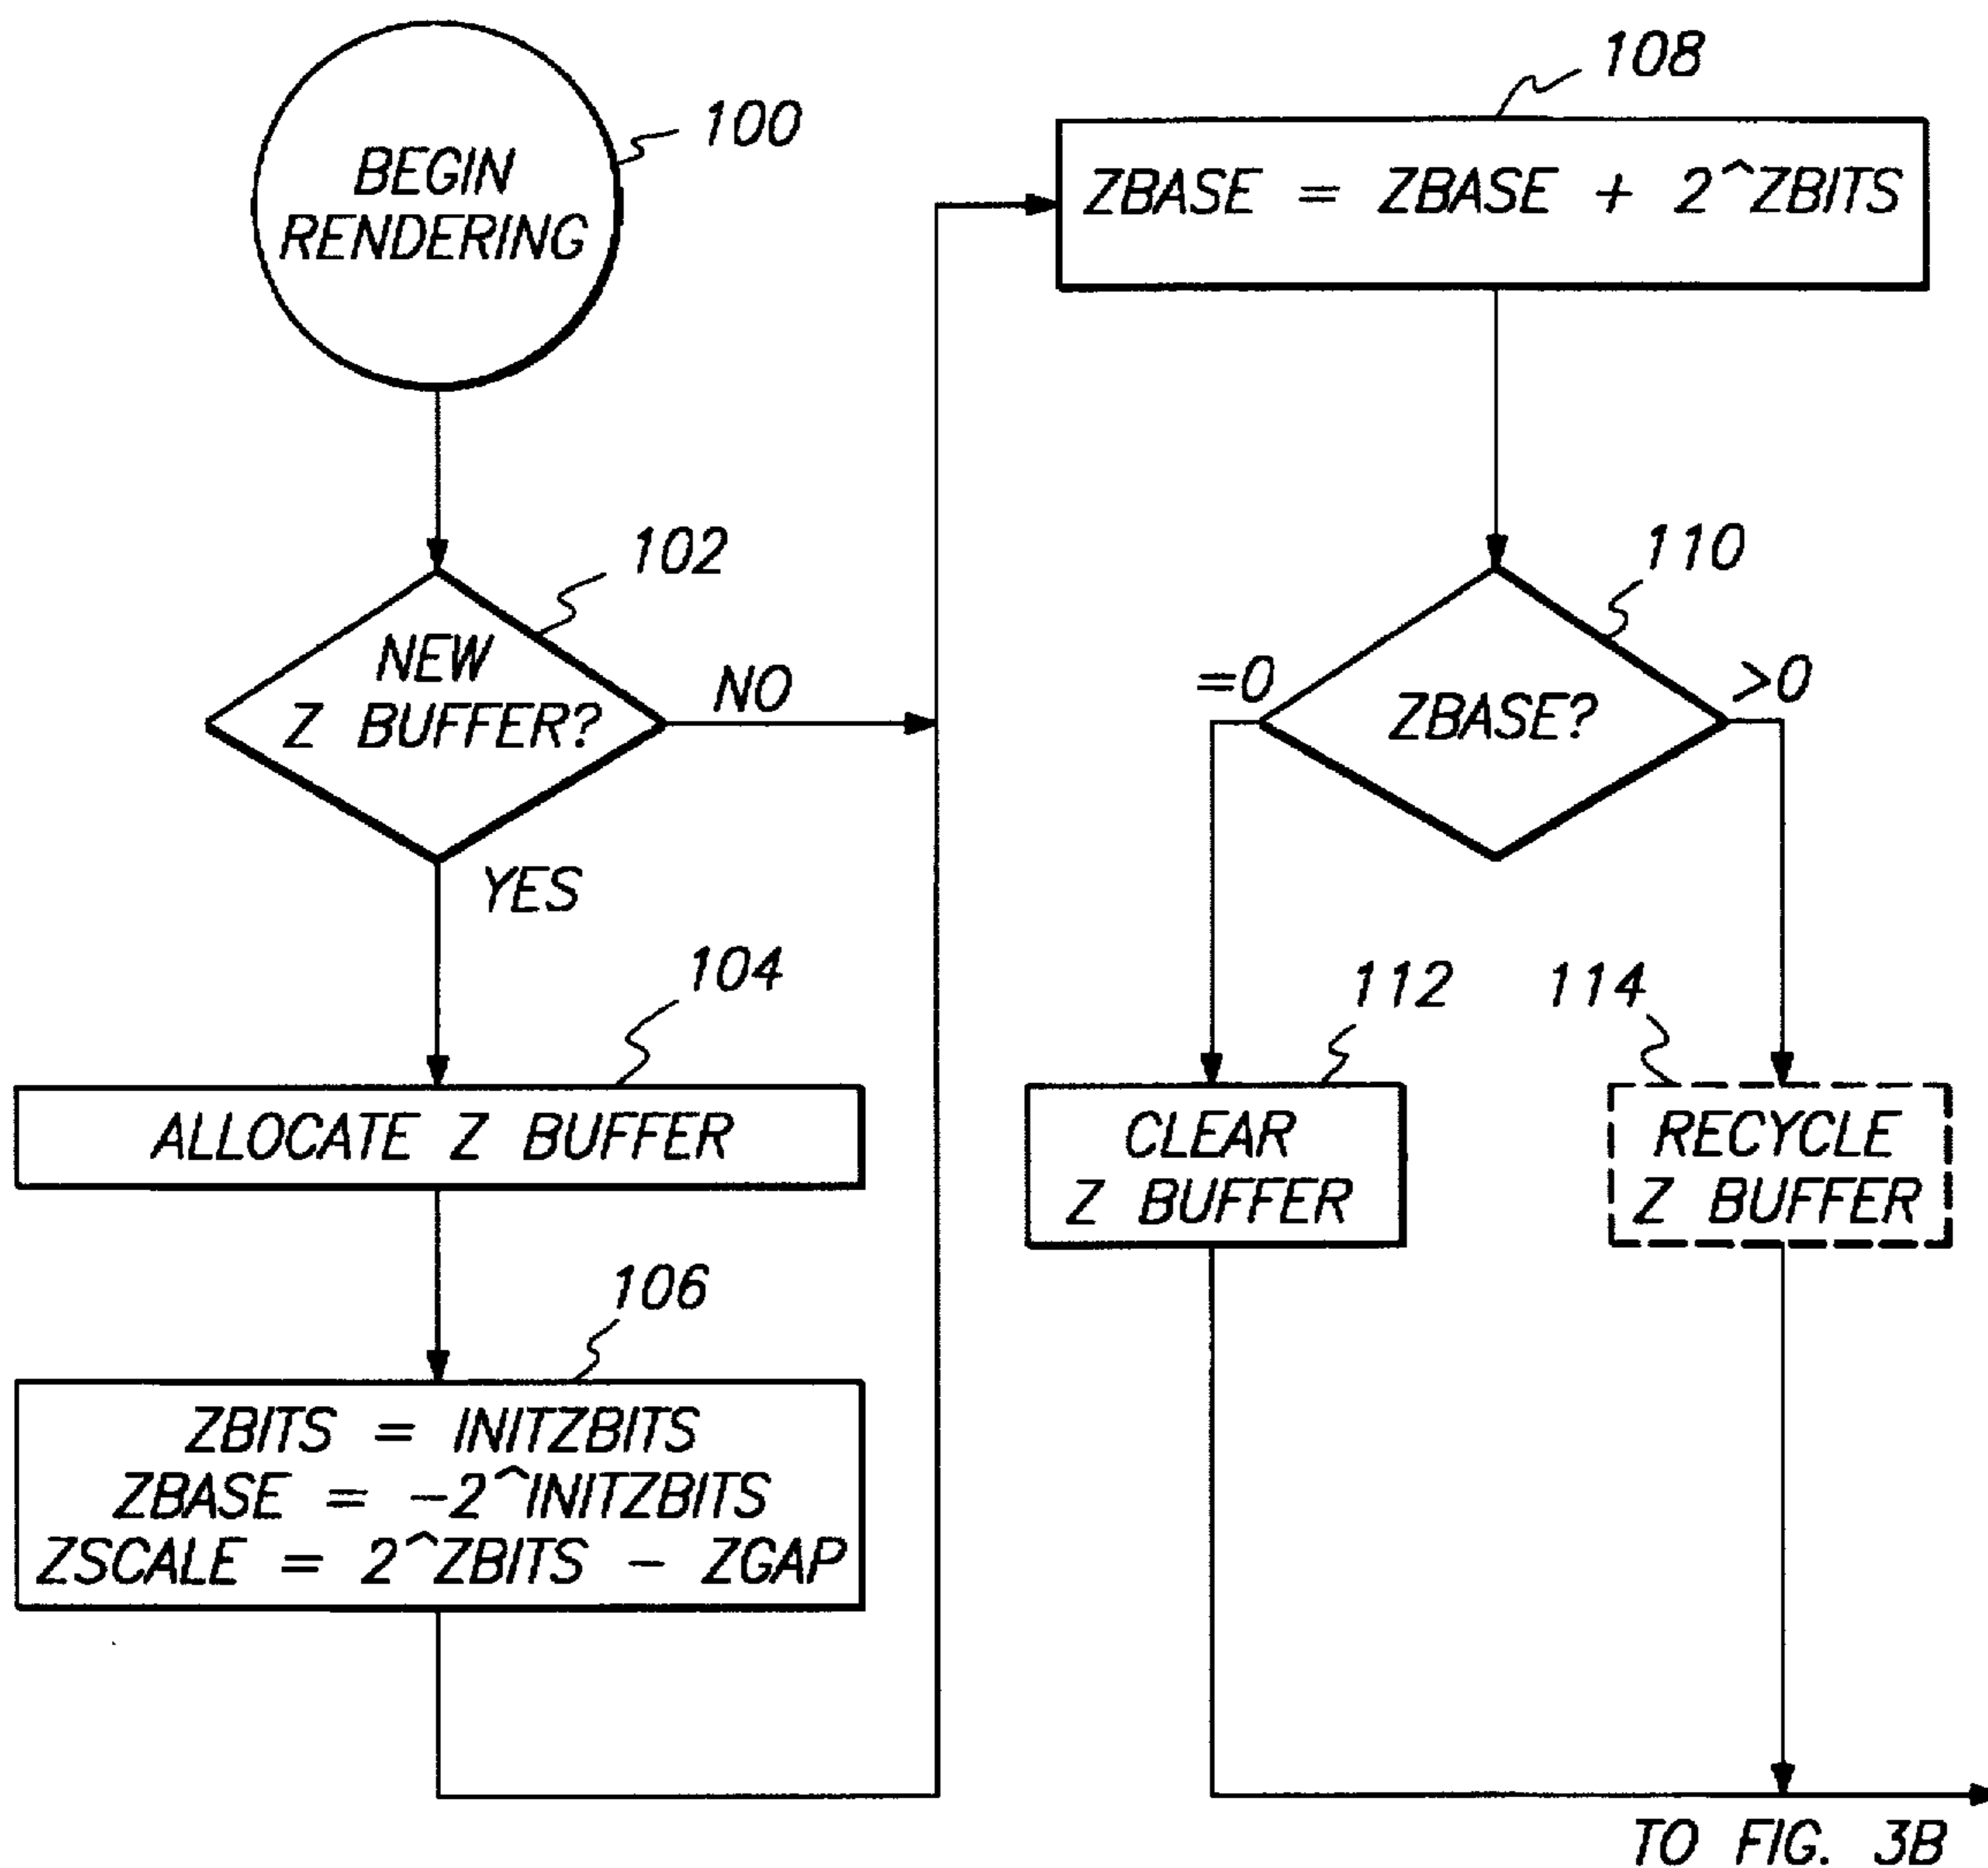 100
BEGIN
RENDERING
102
NEW
Z BUFFER?
NO
YES
104
ALLOCATE Z BUFFER
106
ZBITS = INITZBITS
ZBASE = -2^INITZBITS
ZSCALE = 2^ZBITS - ZGAP
108
ZBASE = ZBASE + 2^ZBITS
110
=0
ZBASE?
>0
112
CLEAR
Z BUFFER
114
RECYCLE
Z BUFFER
TO FIG. 3B